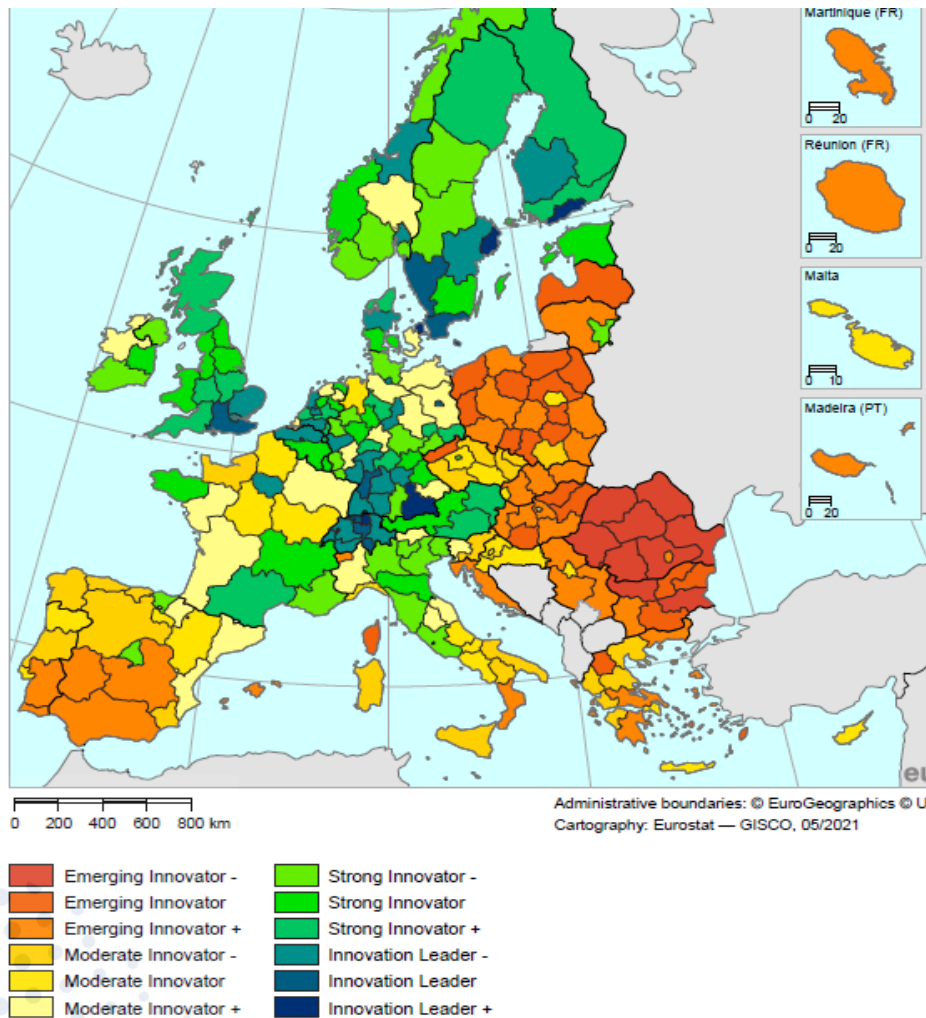 Martinique (FR)
0 20
Réunion (FR)
0 20
Malta
0 10
Madeira (PT)
0 20
eu
0 200 400 600 800 km
Administrative boundaries: © EuroGeographics © U
Cartography: Eurostat — GISCO, 05/2021
Emerging Innovator -
Emerging Innovator
Emerging Innovator +
Moderate Innovator -
Moderate Innovator
Moderate Innovator +
Strong Innovator -
Strong Innovator
Strong Innovator +
Innovation Leader -
Innovation Leader
Innovation Leader +